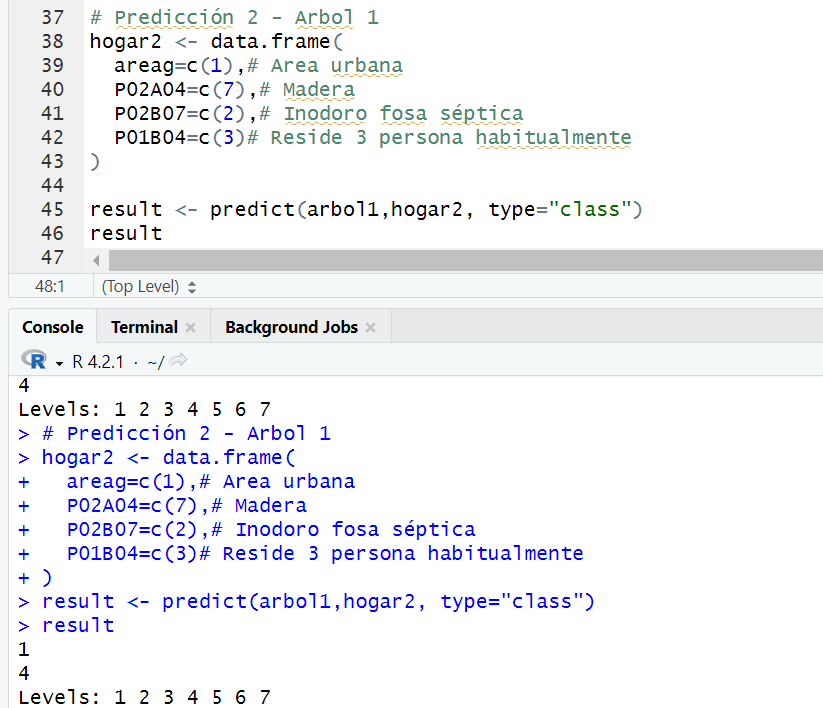 37 # Predicción 2 - Arbol 1
38 hogar2 <- data.frame(
39   areag=c(1),# Area urbana
40   P02A04=c(7),# Madera
41   P02B07=c(2),# Inodoro fosa séptica
42   P01B04=c(3)# Reside 3 persona habitualmente
43 )
44
45 result <- predict(arbol1,hogar2, type="class")
46 result
47
48:1 (Top Level)
Console Terminal Background Jobs
R R 4.2.1 · ~/
4
Levels: 1 2 3 4 5 6 7
> # Predicción 2 - Arbol 1
> hogar2 <- data.frame(
+   areag=c(1),# Area urbana
+   P02A04=c(7),# Madera
+   P02B07=c(2),# Inodoro fosa séptica
+   P01B04=c(3)# Reside 3 persona habitualmente
+ )
> result <- predict(arbol1,hogar2, type="class")
> result
1
4
Levels: 1 2 3 4 5 6 7